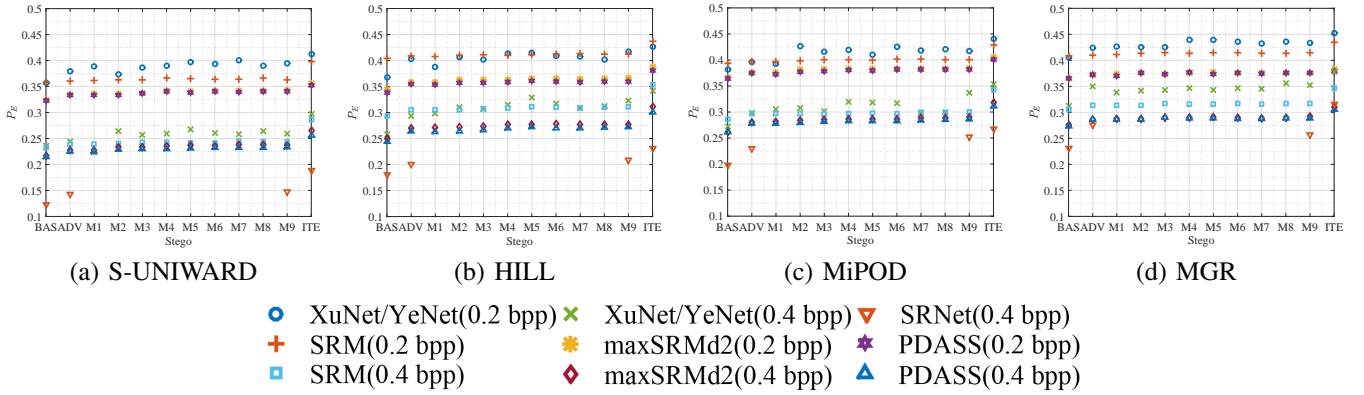 0.5 0.5 0.5 0.5
0.45 0.45 0.45 0.45
0.4 0.4 0.4 0.4
0.35 0.35 0.35 0.35
P_E P_E P_E P_E
0.3 0.3 0.3 0.3
0.25 0.25 0.25 0.25
0.2 0.2 0.2 0.2
0.15 0.15 0.15 0.15
0.1 0.1 0.1 0.1
BAS ADV M1 M2 M3 M4 M5 M6 M7 M8 M9 ITE BAS ADV M1 M2 M3 M4 M5 M6 M7 M8 M9 ITE BAS ADV M1 M2 M3 M4 M5 M6 M7 M8 M9 ITE BAS ADV M1 M2 M3 M4 M5 M6 M7 M8 M9 ITE
Stego Stego Stego Stego
(a) S-UNIWARD (b) HILL (c) MiPOD (d) MGR
XuNet/YeNet(0.2 bpp) XuNet/YeNet(0.4 bpp) SRNet(0.4 bpp)
SRM(0.2 bpp) maxSRMd2(0.2 bpp) PDASS(0.2 bpp)
SRM(0.4 bpp) maxSRMd2(0.4 bpp) PDASS(0.4 bpp)